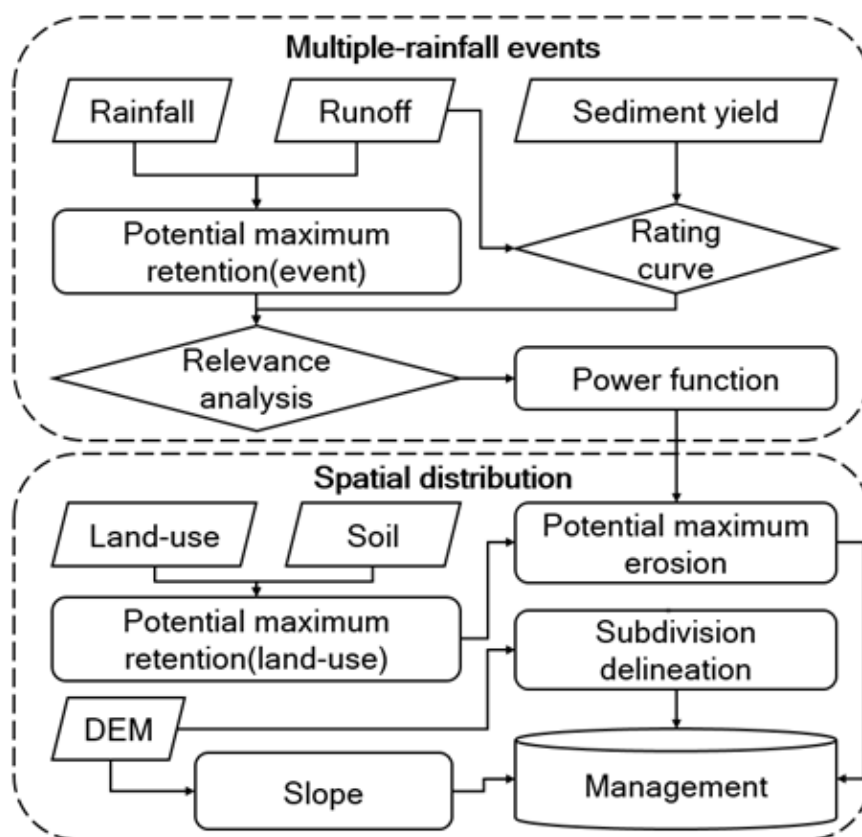 Multiple-rainfall events
Rainfall
Runoff
Sediment yield
Potential maximum
retention(event)
Rating
curve
Relevance
analysis
Power function
Spatial distribution
Land-use
Soil
Potential maximum
erosion
Potential maximum
retention(land-use)
Subdivision
delineation
DEM
Slope
Management